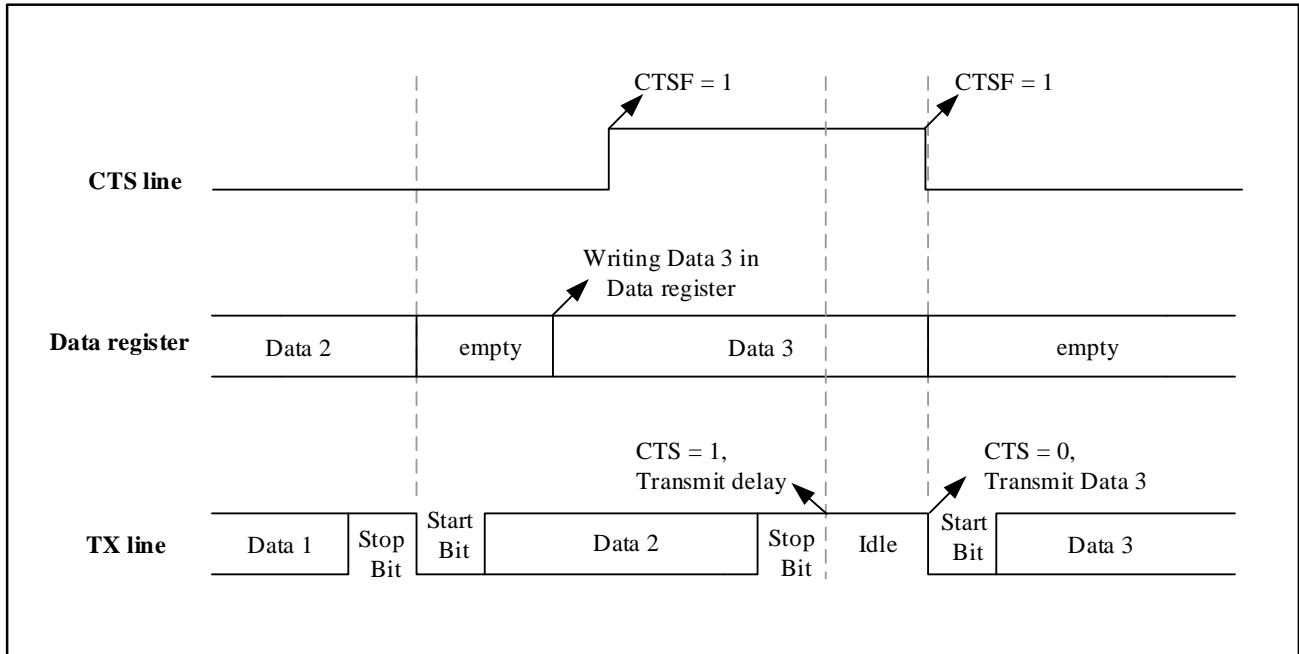 CTSF = 1
CTSF = 1
CTS line
Writing Data 3 in
Data register
Data register
Data 2
empty
Data 3
empty
CTS = 1,
Transmit delay
CTS = 0,
Transmit Data 3
TX line
Data 1
Stop
Bit
Start
Bit
Data 2
Stop
Bit
Idle
Start
Bit
Data 3